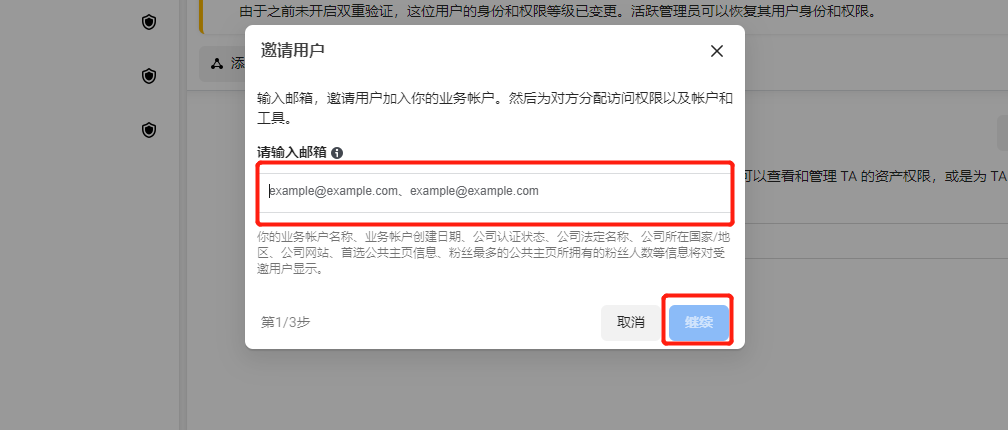 由于之前未开启双重验证，这位用户的身份和权限等级已变更。活跃管理员可以恢复其用户身份和权限。
邀请用户
添
输入邮箱，邀请用户加入你的业务帐户。然后为对方分配访问权限以及帐户和
工具。
请输入邮箱
example@example.com、example@example.com
可以查看和管理 TA 的资产权限，或是为 TA
你的业务帐户名称、业务帐户创建日期、公司认证状态、公司法定名称、公司所在国家/地
区、公司网站、首选公共主页信息、粉丝最多的公共主页所拥有的粉丝人数等信息将对受
邀用户显示。
第1/3步
取消
继续